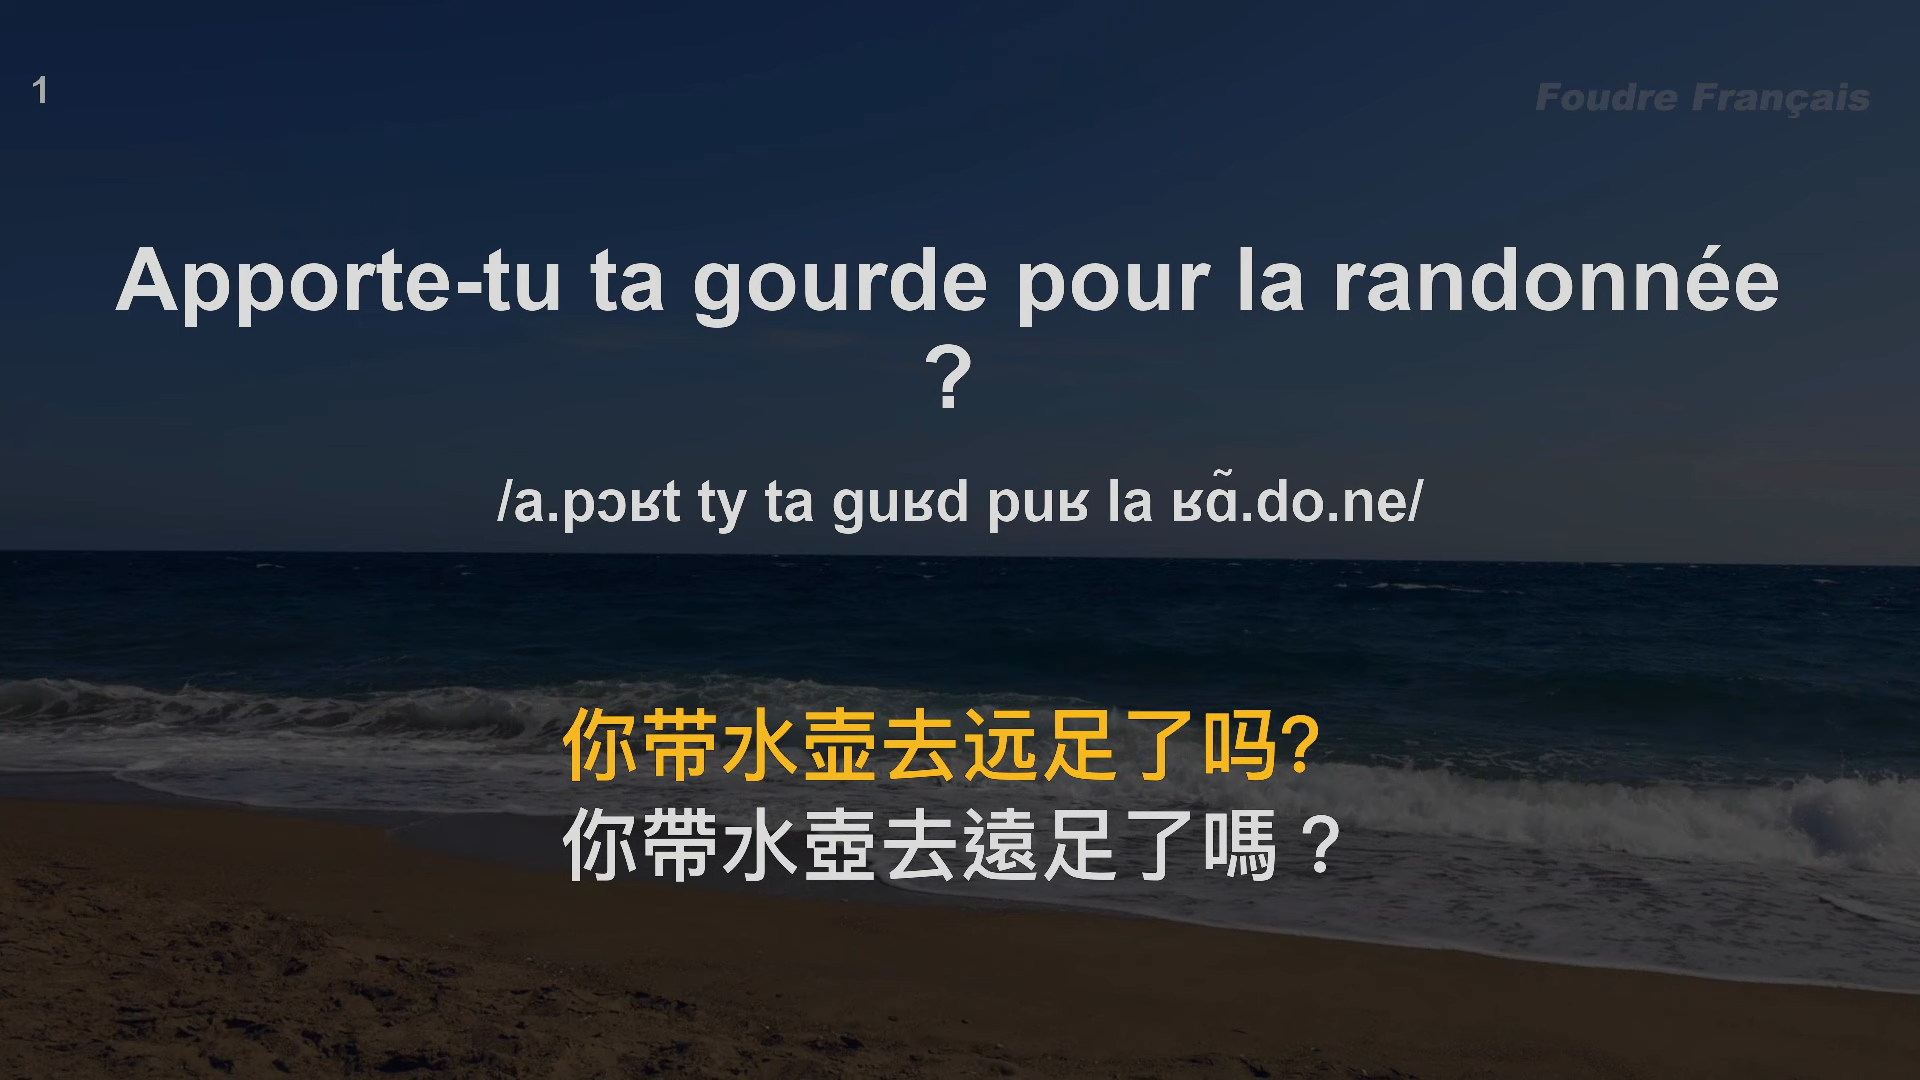 1
Foudre Français
Apporte-tu ta gourde pour la randonnée
?
/a.pɔʁt ty ta ɡuʁd puʁ la ʁɑ̃.do.ne/
你带水壶去远足了吗?
你帶水壺去遠足了嗎？